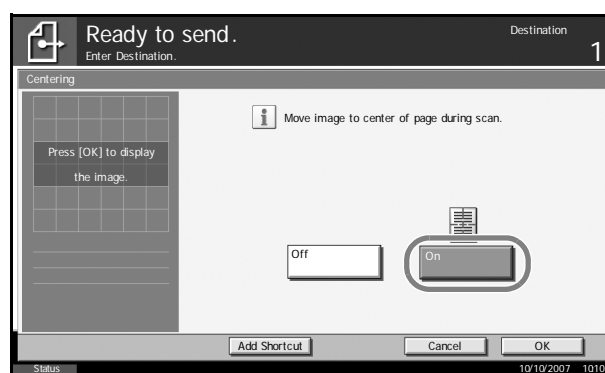 Ready to send.
Destination
Enter Destination.
1
Centering
Move image to center of page during scan.
Press [OK] to display
the image.
Off
On
Add Shortcut
Cancel
OK
Status
10/10/2007 1010